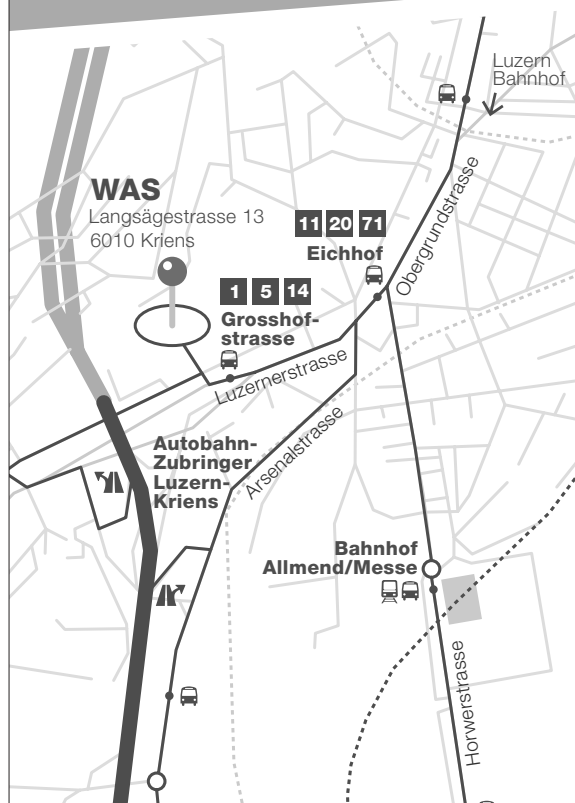 Luzern
Bahnhof
WAS
Langsägestrasse 13
6010 Kriens
11 20 71
Eichhof
Obergrundstrasse
1 5 14
Grosshof-
strasse
Luzernerstrasse
Arsenalstrasse
Autobahn-
Zubringer
Luzern-
Kriens
Bahnhof
Allmend/Messe
Horwerstrasse